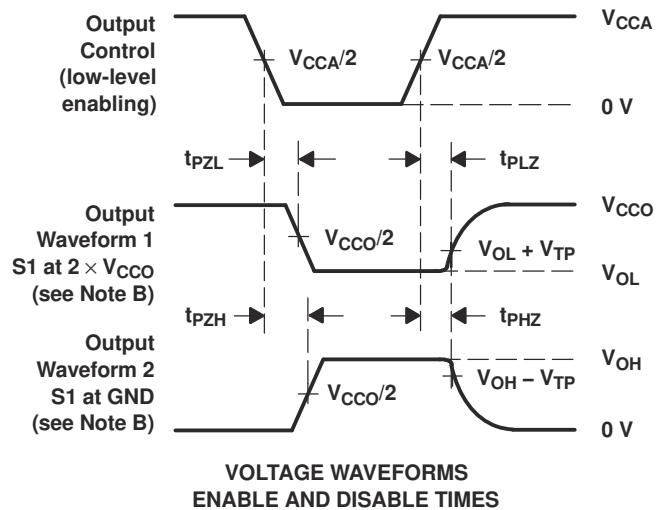 Output
Control
(low-level
enabling)
VCCA/2
VCCA/2
VCCA
0 V
tPZL
tPLZ
Output
Waveform 1
S1 at 2 × VCCO
(see Note B)
VCCO/2
VCCO
VOL + VTP
VOL
tPZH
tPHZ
Output
Waveform 2
S1 at GND
(see Note B)
VCCO/2
VOH
VOH − VTP
0 V
VOLTAGE WAVEFORMS
ENABLE AND DISABLE TIMES